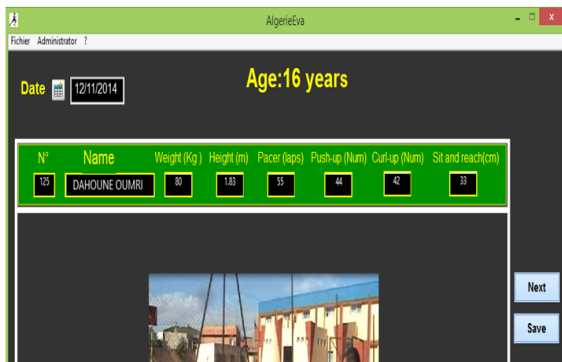 AlgerieEva
Fichier Administrator ?
Date 12/11/2014 Age:16 years
N° Name Weight (Kg ) Height (m) Pacer (laps) Push-up (Num) Curl-up (Num) Sit and reach(cm)
125 DAHOUNE OUMRI 80 1.83 55 44 42 33
Next
Save